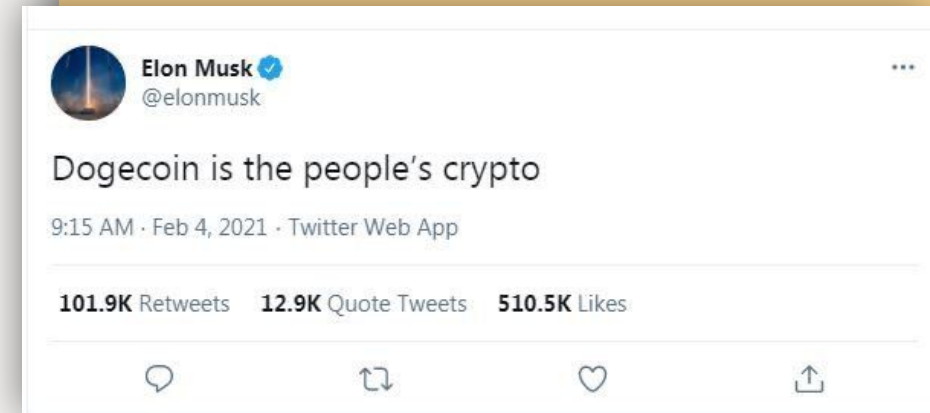 Elon Musk
@elonmusk
Dogecoin is the people’s crypto
9:15 AM · Feb 4, 2021 · Twitter Web App
101.9K Retweets 12.9K Quote Tweets 510.5K Likes